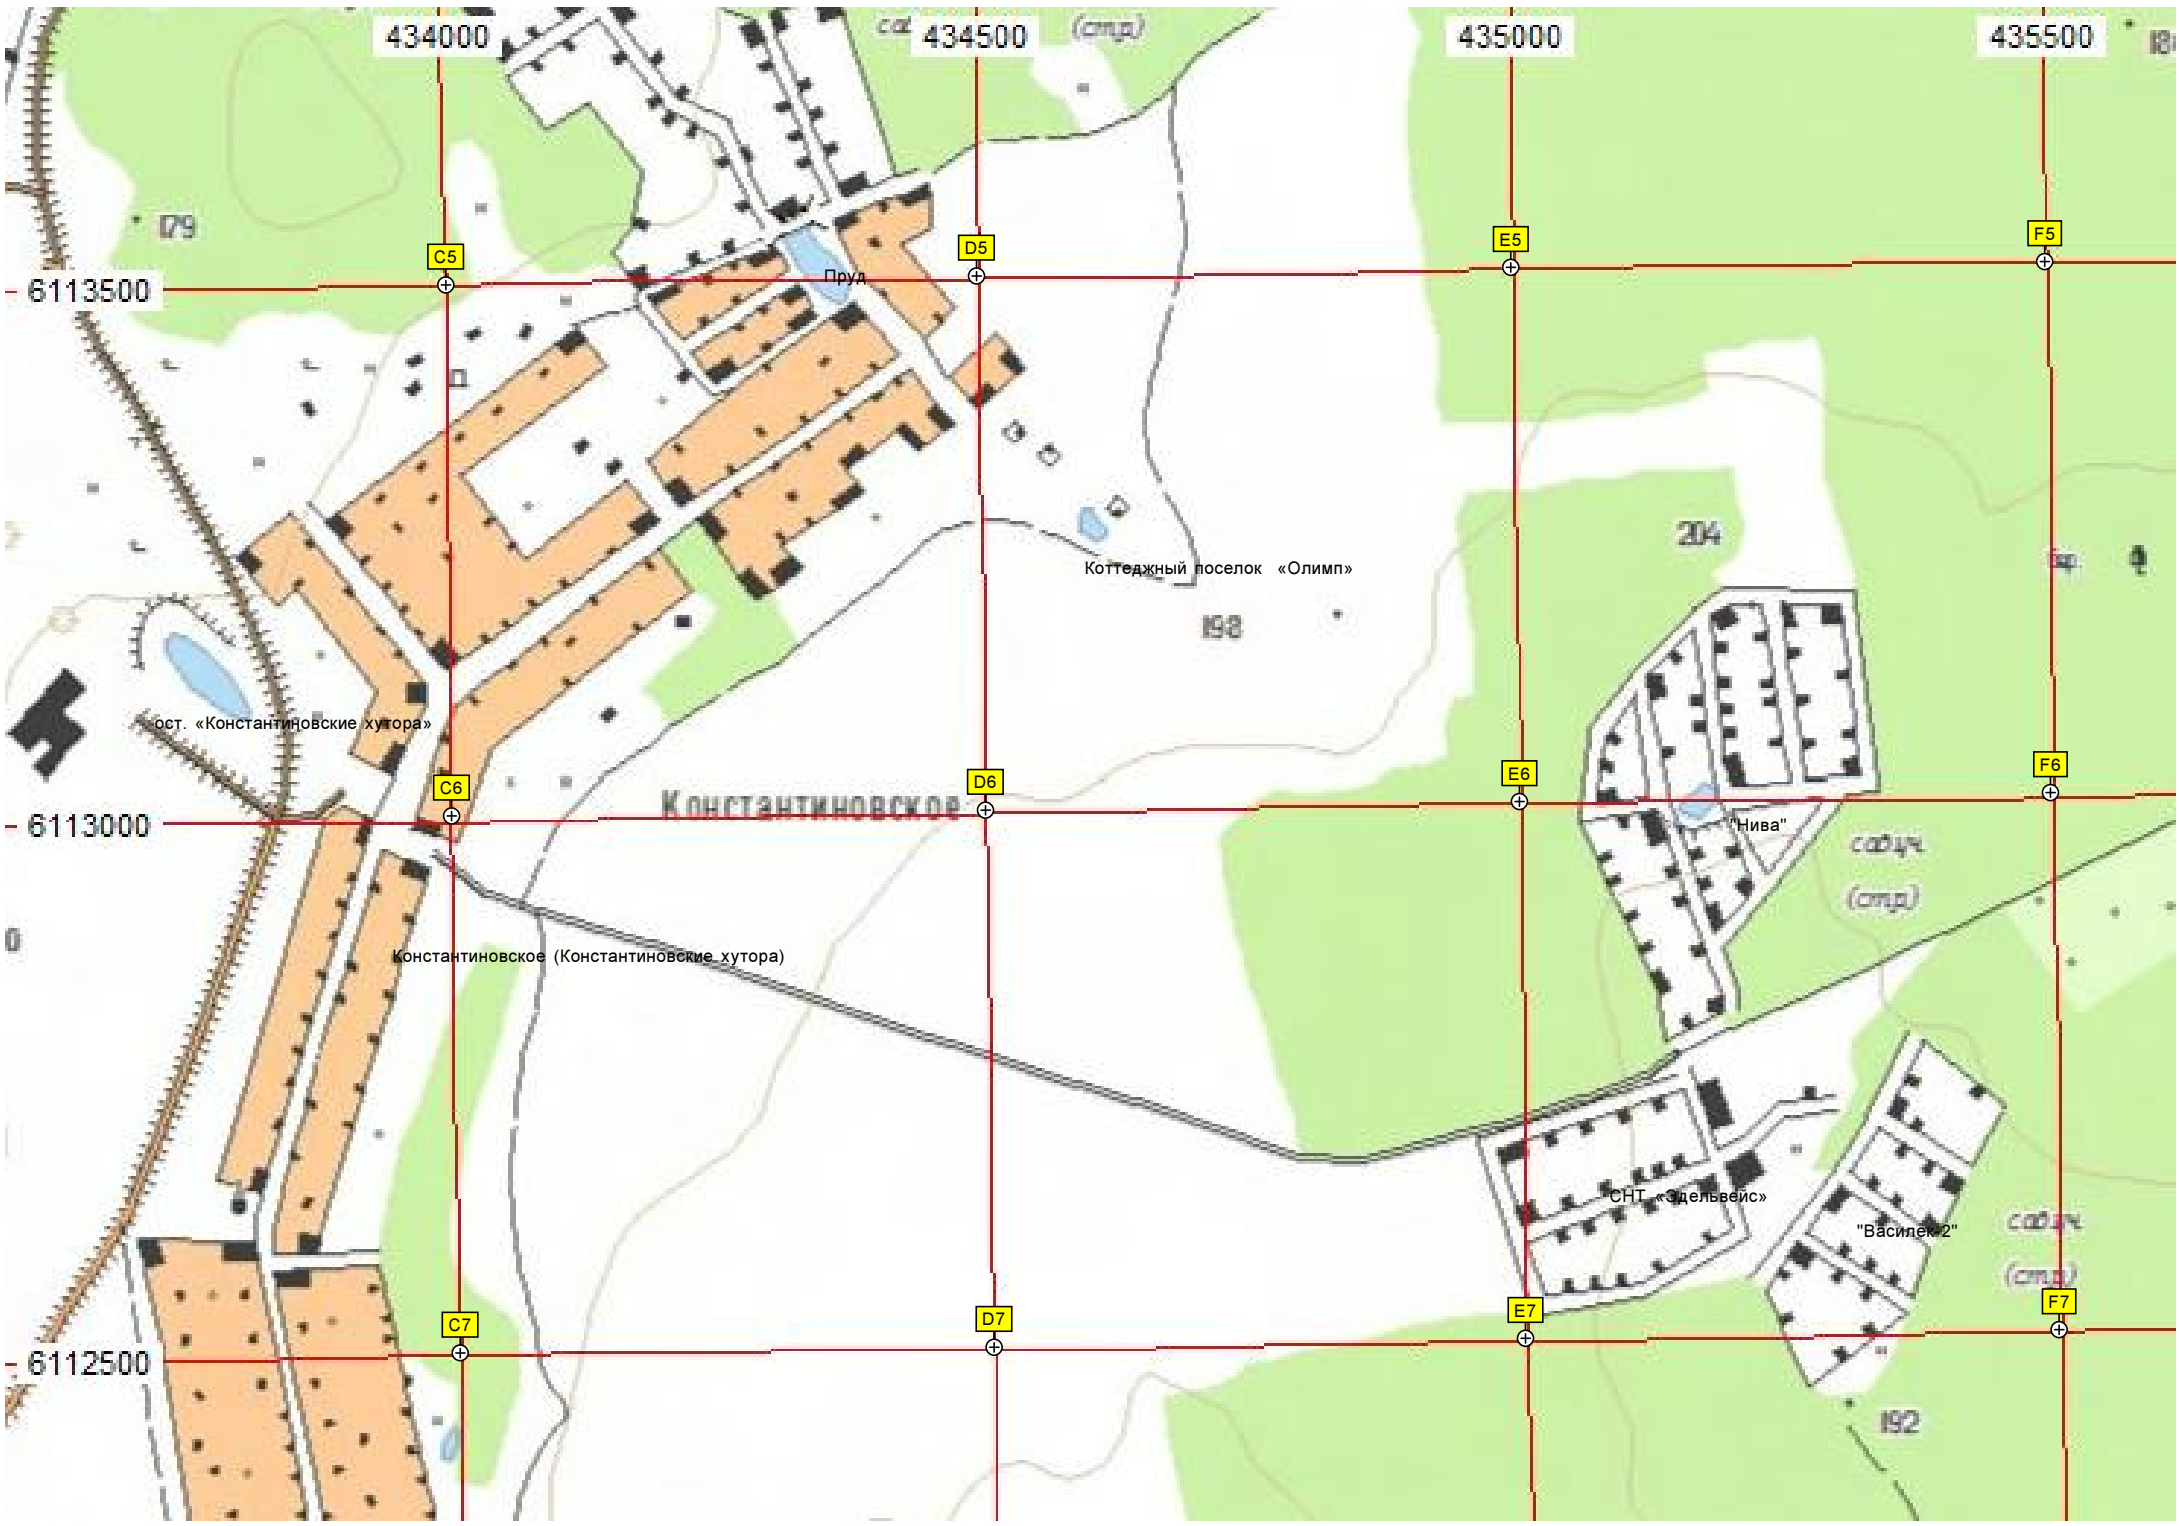 434000
434500
435000
435500
(стр)
179
C5
D5
E5
F5
6113500
Пруд
204
Коттеджный поселок «Олимп»
198
ост. «Константиновские хутора»
C6
D6
E6
F6
Константиновское
6113000
"Нива"
сад.уч.
(стр)
Константиновское (Константиновские хутора)
СНТ «Эдельвейс»
"Василек-2"
сад.уч.
(стр)
C7
D7
E7
F7
6112500
192